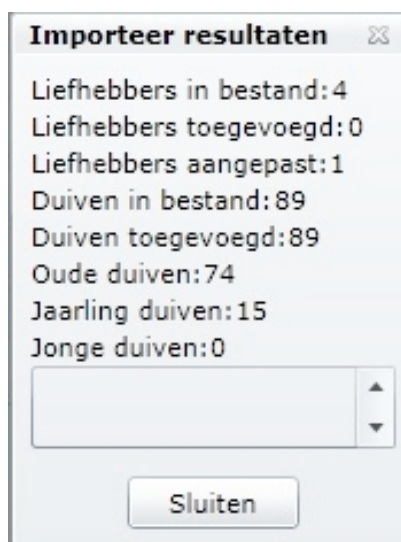 Importeer resultaten
Liefhebbers in bestand:4
Liefhebbers toegevoegd:0
Liefhebbers aangepast:1
Duiven in bestand:89
Duiven toegevoegd:89
Oude duiven:74
Jaarling duiven:15
Jonge duiven:0
Sluiten